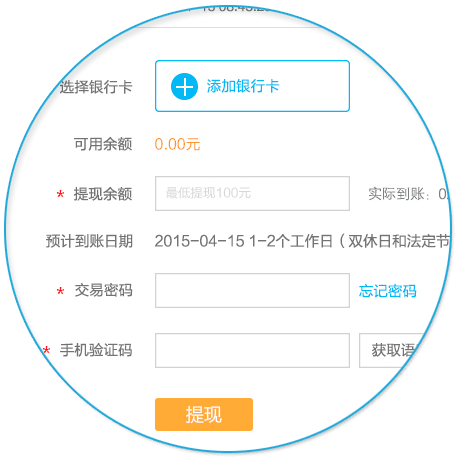 选择银行卡 添加银行卡
可用余额 0.00元
* 提现余额 最低提现100元 实际到账：0
预计到账日期 2015-04-15 1-2个工作日（双休日和法定节
* 交易密码 忘记密码
* 手机验证码 获取语
提现